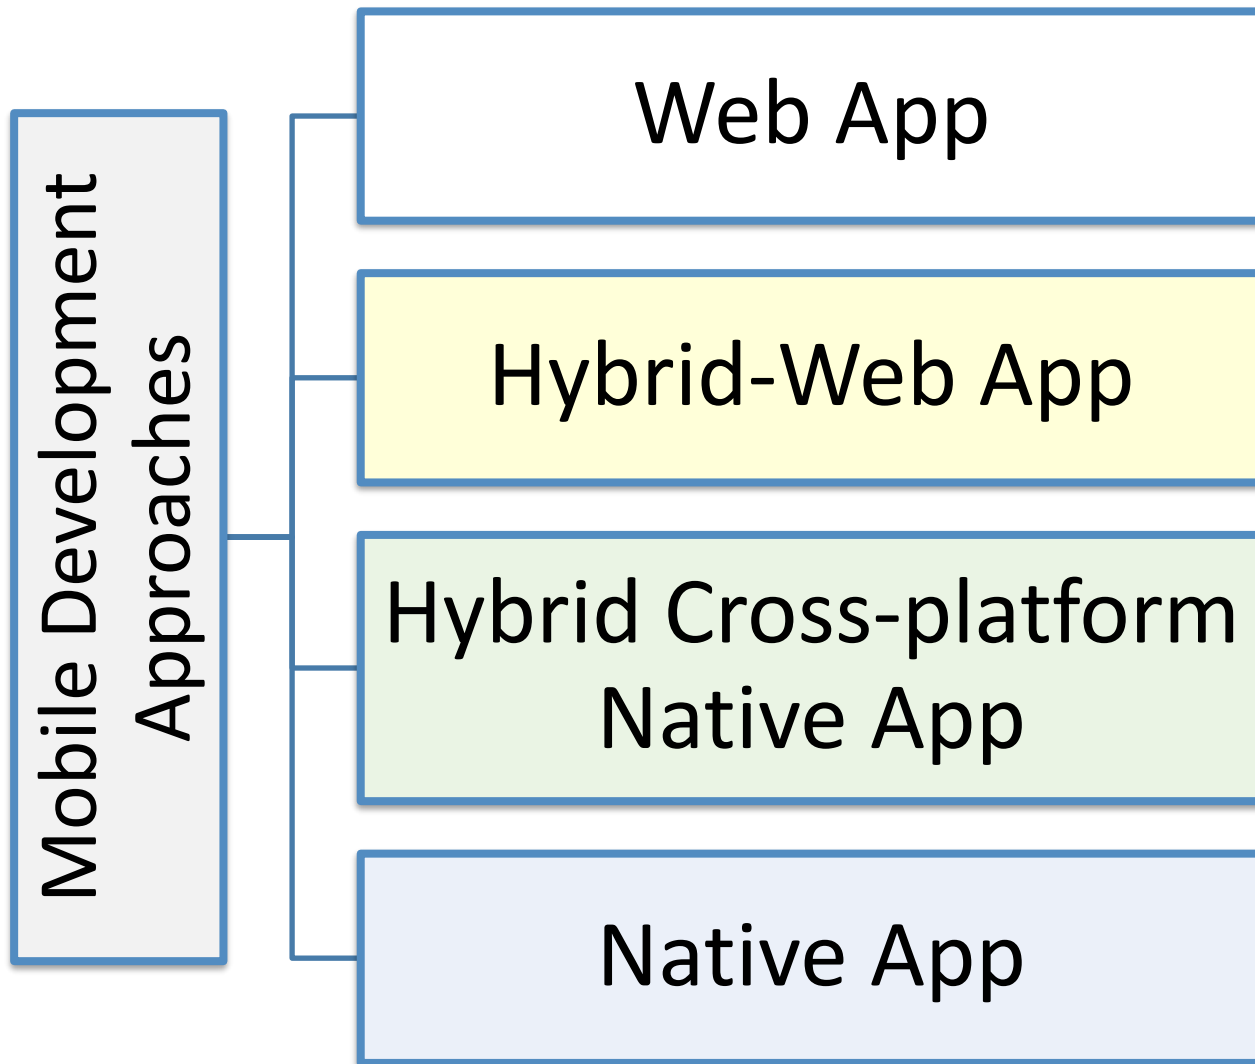 Mobile Development
Approaches
Web App
Hybrid-Web App
Hybrid Cross-platform
Native App
Native App